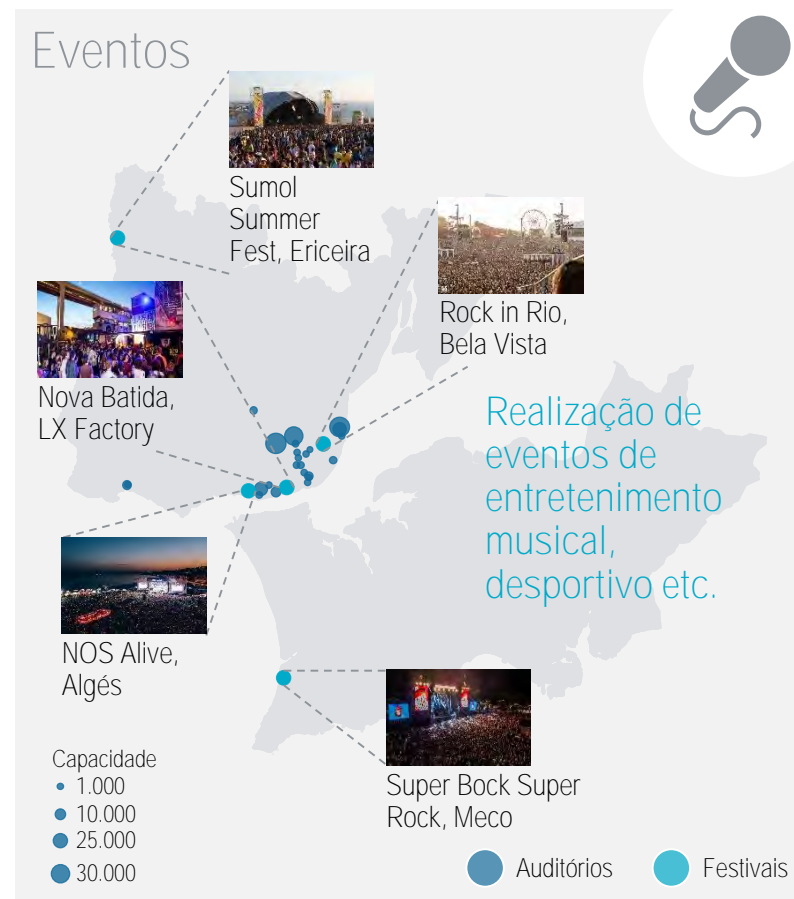 Eventos
Sumol
Summer
Fest, Ericeira
Rock in Rio,
Bela Vista
Nova Batida,
LX Factory
Realização de
eventos de
entretenimento
musical,
desportivo etc.
NOS Alive,
Algés
Super Bock Super
Rock, Meco
Capacidade
1.000
10.000
25.000
30.000
Auditórios
Festivais